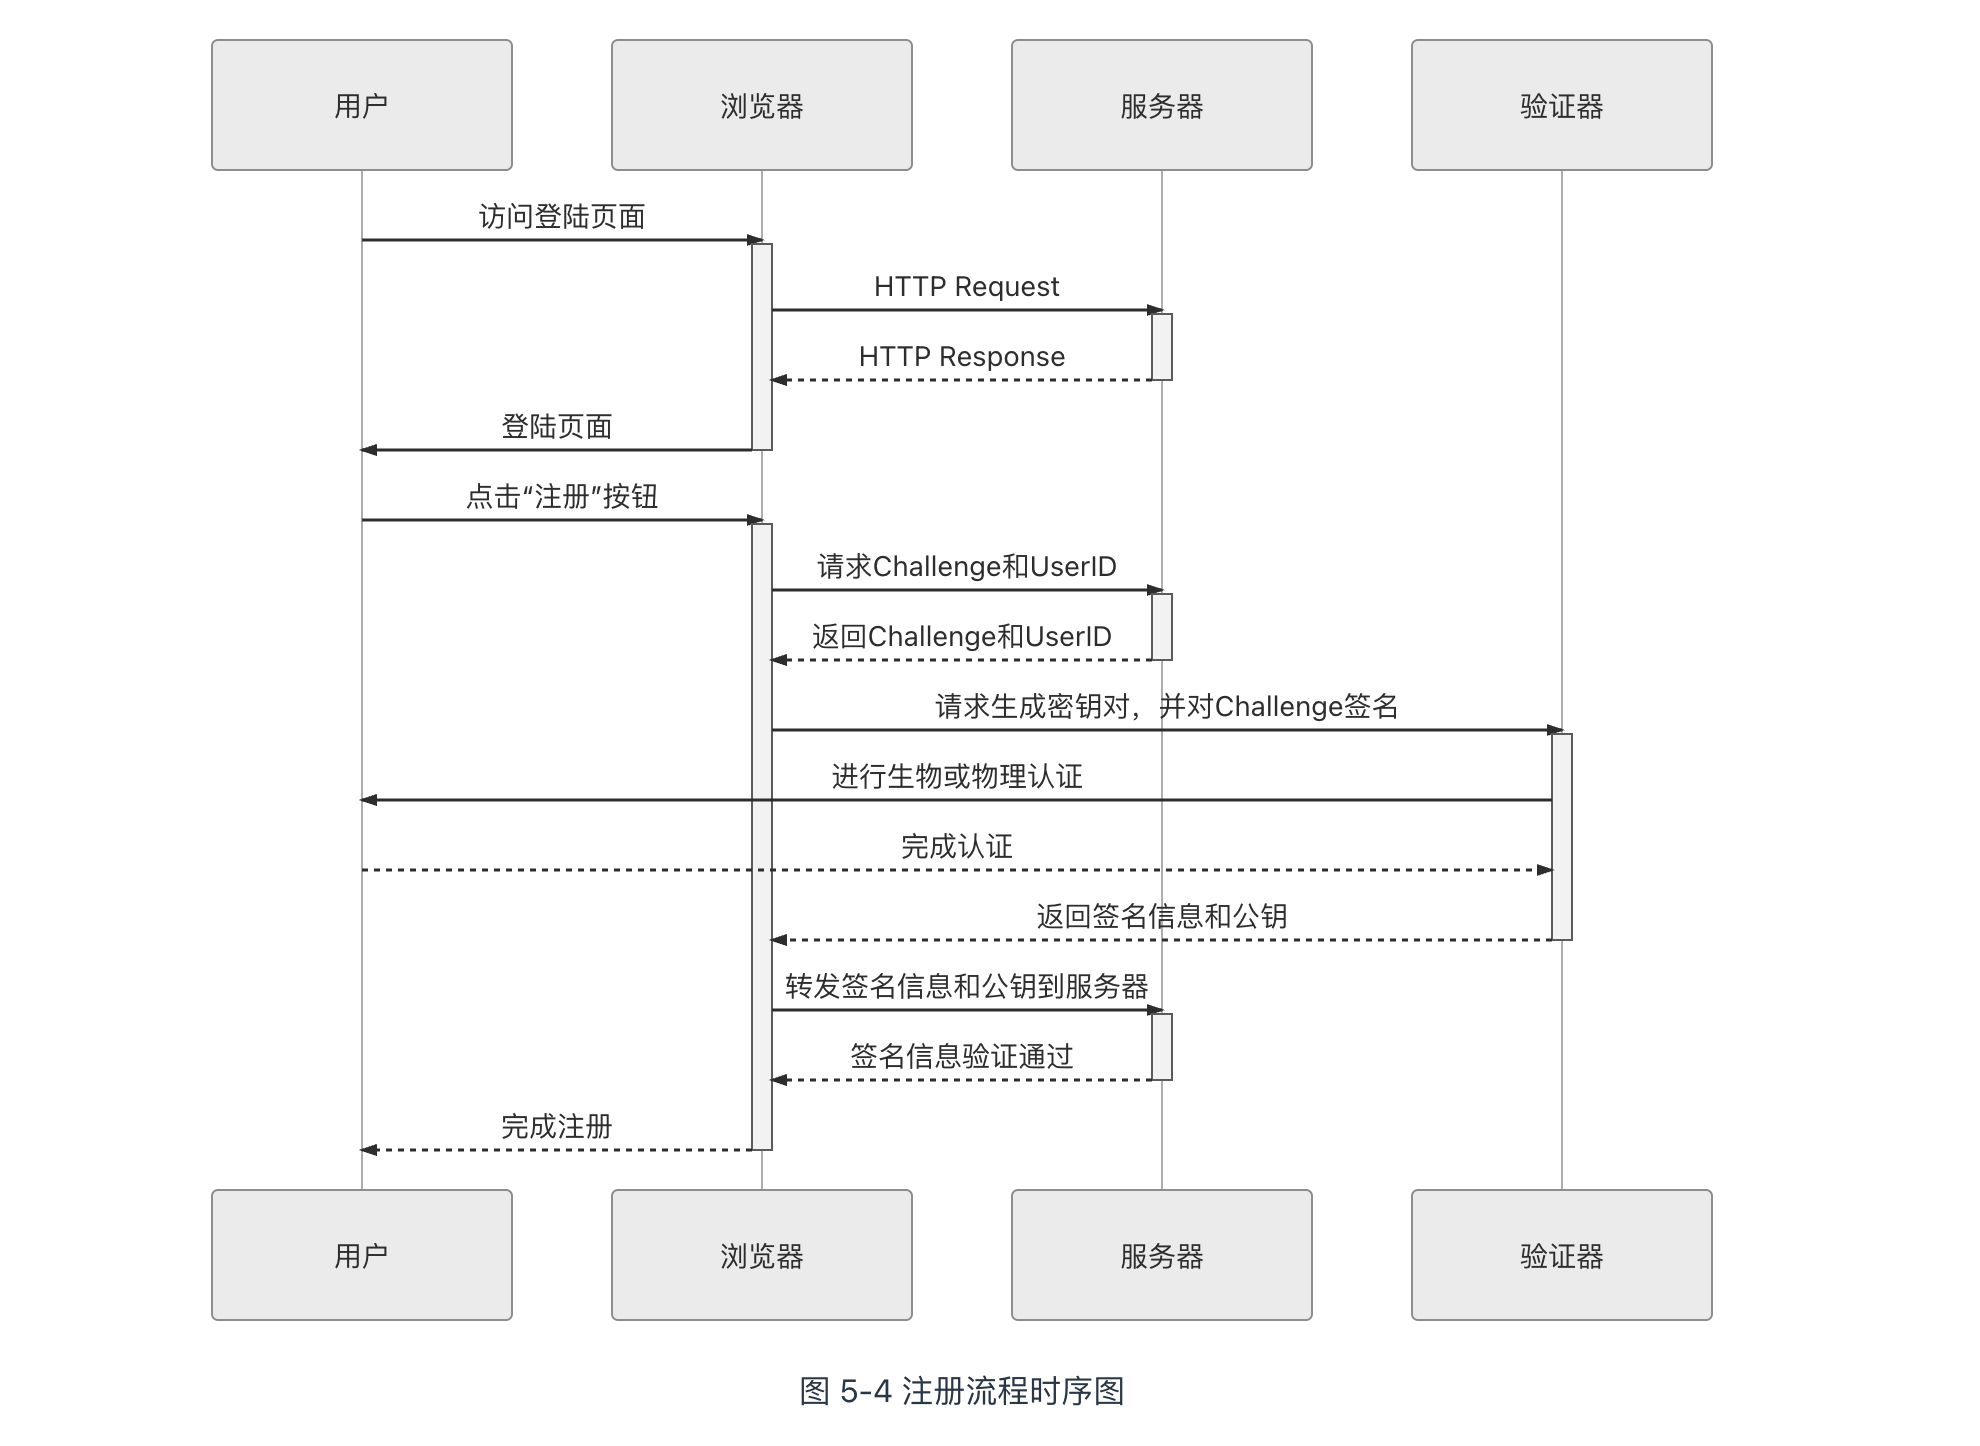 用户
浏览器
服务器
验证器
访问登陆页面
HTTP Request
HTTP Response
登陆页面
点击“注册”按钮
请求Challenge和UserID
返回Challenge和UserID
请求生成密钥对，并对Challenge签名
进行生物或物理认证
完成认证
返回签名信息和公钥
转发签名信息和公钥到服务器
签名信息验证通过
完成注册
用户
浏览器
服务器
验证器
图 5-4 注册流程时序图